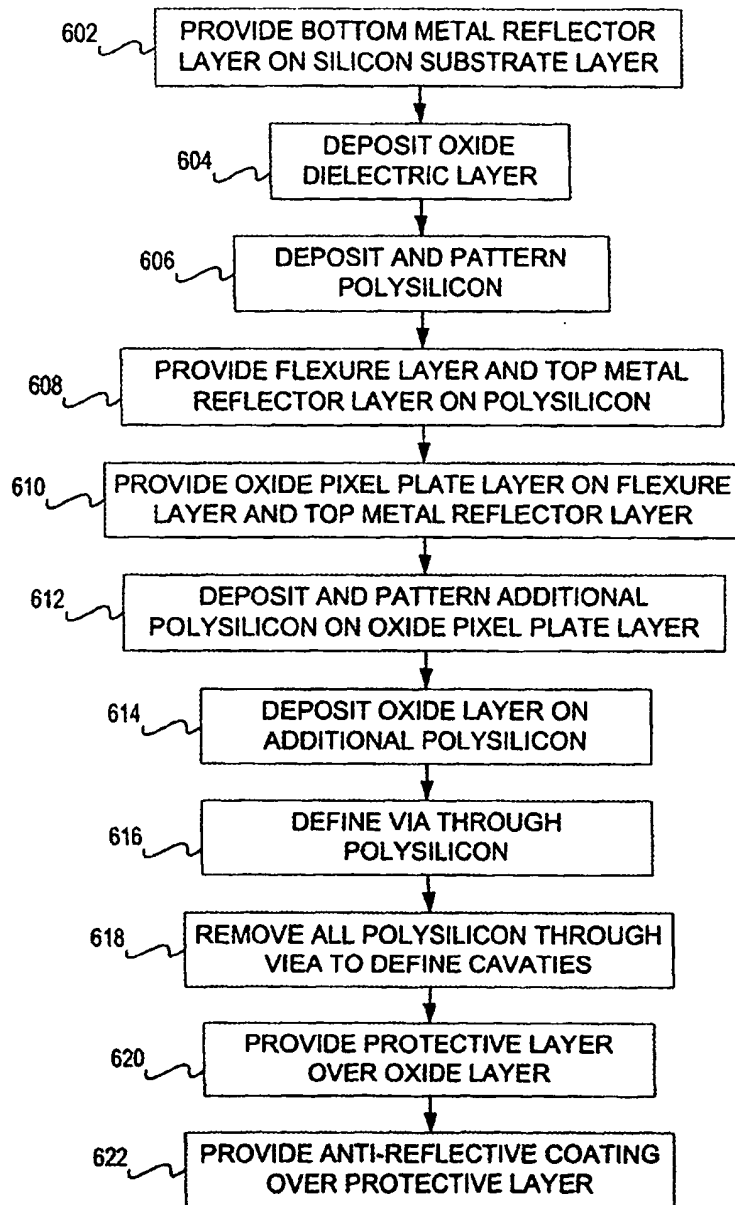 602
PROVIDE BOTTOM METAL REFLECTOR
LAYER ON SILICON SUBSTRATE LAYER
604
DEPOSIT OXIDE
DIELECTRIC LAYER
606
DEPOSIT AND PATTERN
POLYSILICON
608
PROVIDE FLEXURE LAYER AND TOP METAL
REFLECTOR LAYER ON POLYSILICON
610
PROVIDE OXIDE PIXEL PLATE LAYER ON FLEXURE
LAYER AND TOP METAL REFLECTOR LAYER
612
DEPOSIT AND PATTERN ADDITIONAL
POLYSILICON ON OXIDE PIXEL PLATE LAYER
614
DEPOSIT OXIDE LAYER ON
ADDITIONAL POLYSILICON
616
DEFINE VIA THROUGH
POLYSILICON
618
REMOVE ALL POLYSILICON THROUGH
VIEA TO DEFINE CAVATIES
620
PROVIDE PROTECTIVE LAYER
OVER OXIDE LAYER
622
PROVIDE ANTI-REFLECTIVE COATING
OVER PROTECTIVE LAYER